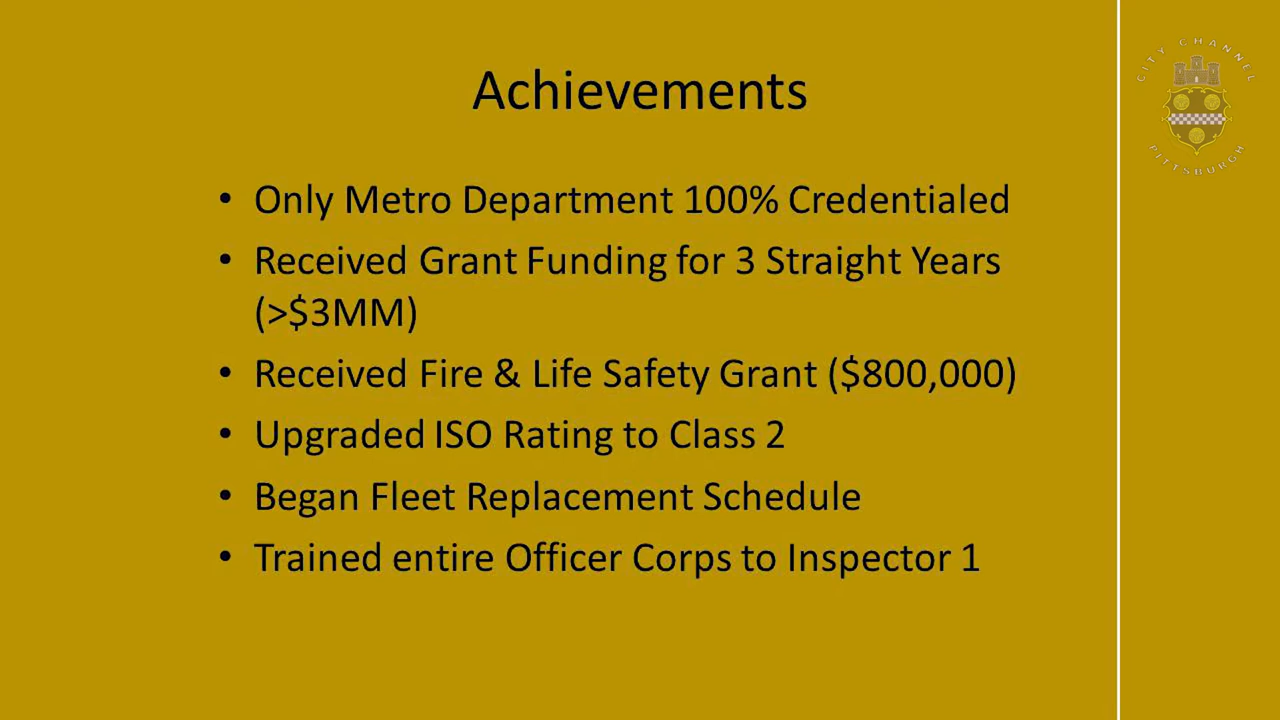 Achievements
• Only Metro Department 100% Credentialed
• Received Grant Funding for 3 Straight Years
(>$3MM)
• Received Fire & Life Safety Grant ($800,000)
• Upgraded ISO Rating to Class 2
• Began Fleet Replacement Schedule
• Trained entire Officer Corps to Inspector 1
CITY CHANNEL
PITTSBURGH